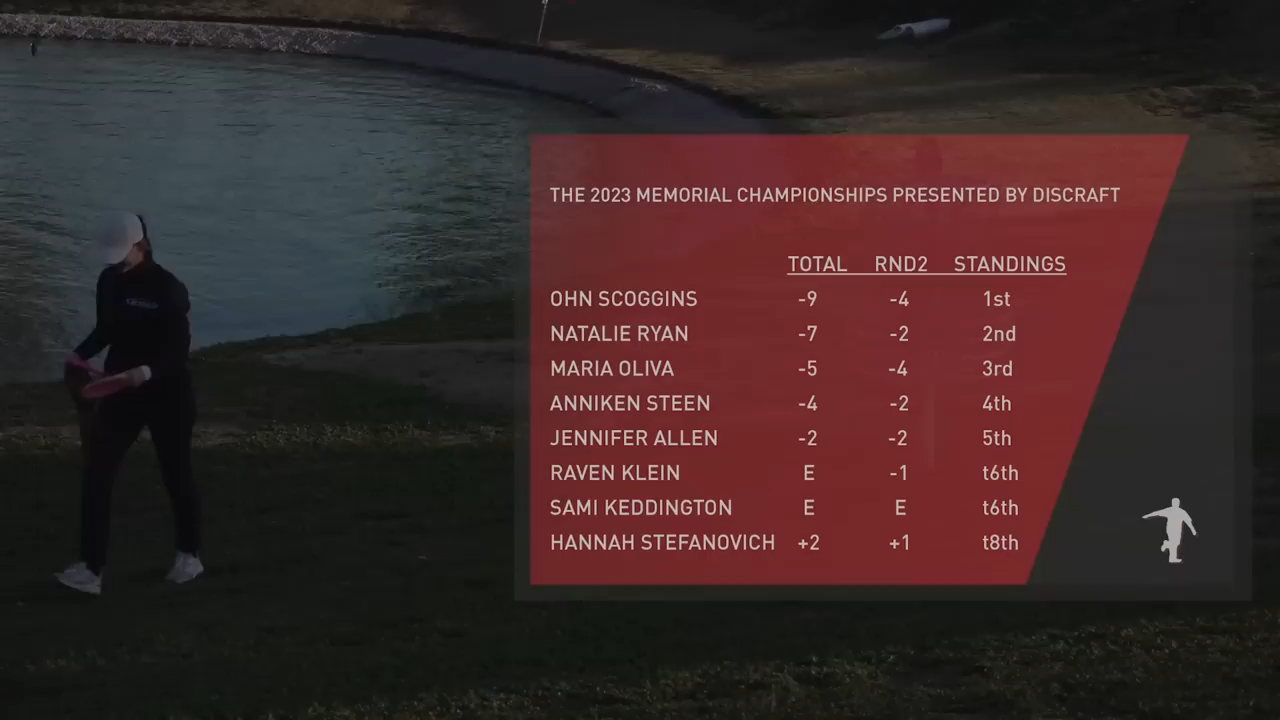 THE 2023 MEMORIAL CHAMPIONSHIPS PRESENTED BY DISCRAFT
TOTAL RND2 STANDINGS
OHN SCOGGINS -9 -4 1st
NATALIE RYAN -7 -2 2nd
MARIA OLIVA -5 -4 3rd
ANNIKEN STEEN -4 -2 4th
JENNIFER ALLEN -2 -2 5th
RAVEN KLEIN E -1 t6th
SAMI KEDDINGTON E E t6th
HANNAH STEFANOVICH +2 +1 t8th